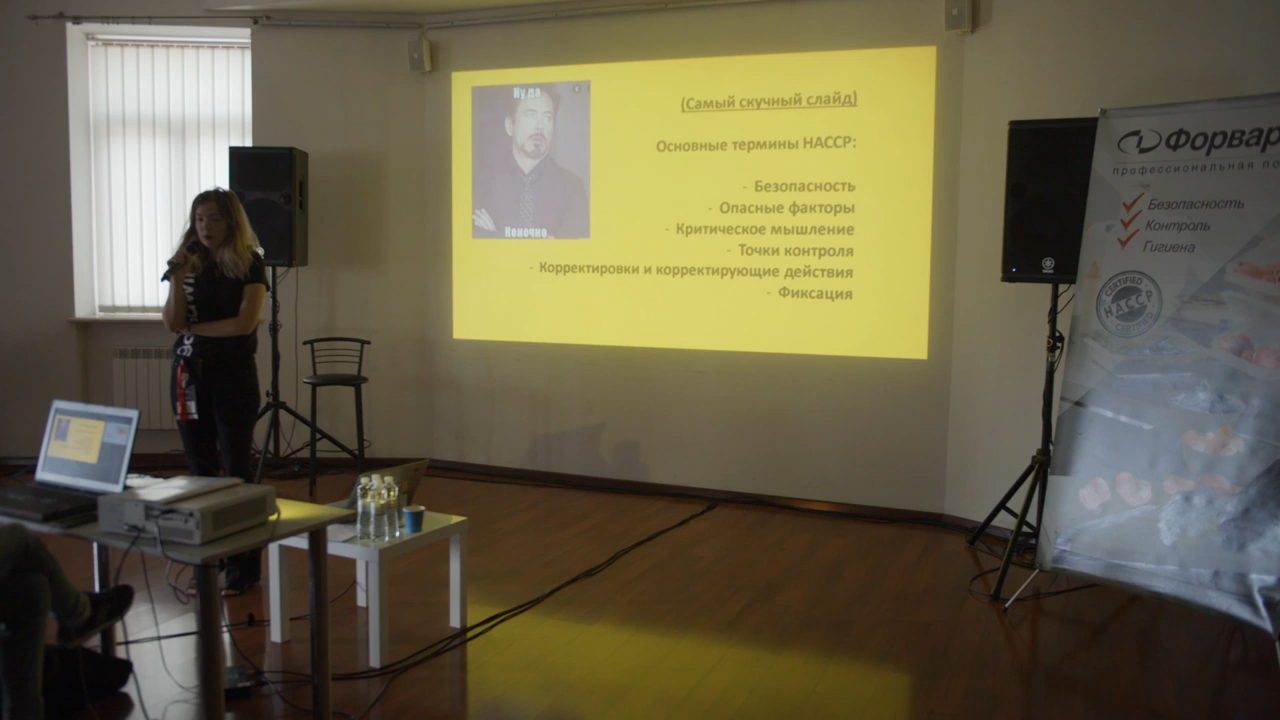 Ну да
Конечно...
(Самый скучный слайд)
Основные термины НАССР:
- Безопасность
- Опасные факторы
- Критическое мышление
- Точки контроля
- Корректировки и корректирующие действия
- Фиксация
Форвар
профессиональная по
Безопасность
Контроль
Гигиена
CERTIFIED
HACCP
CERTIFIED